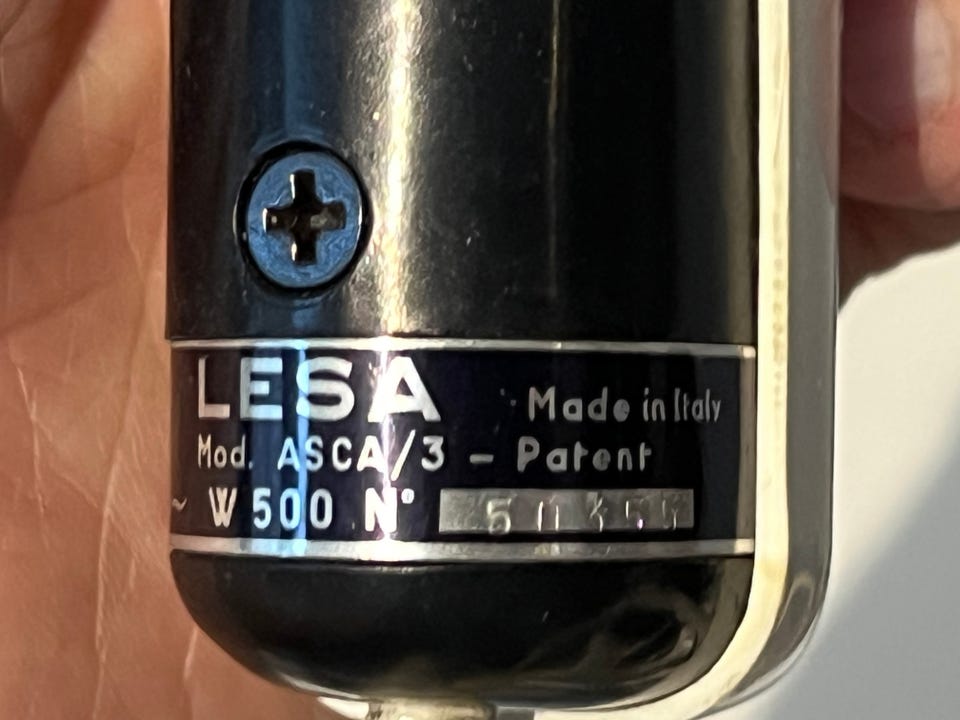 LESA Made in Italy
Mod. ASCA/3 - Patent
~ W 500 N°